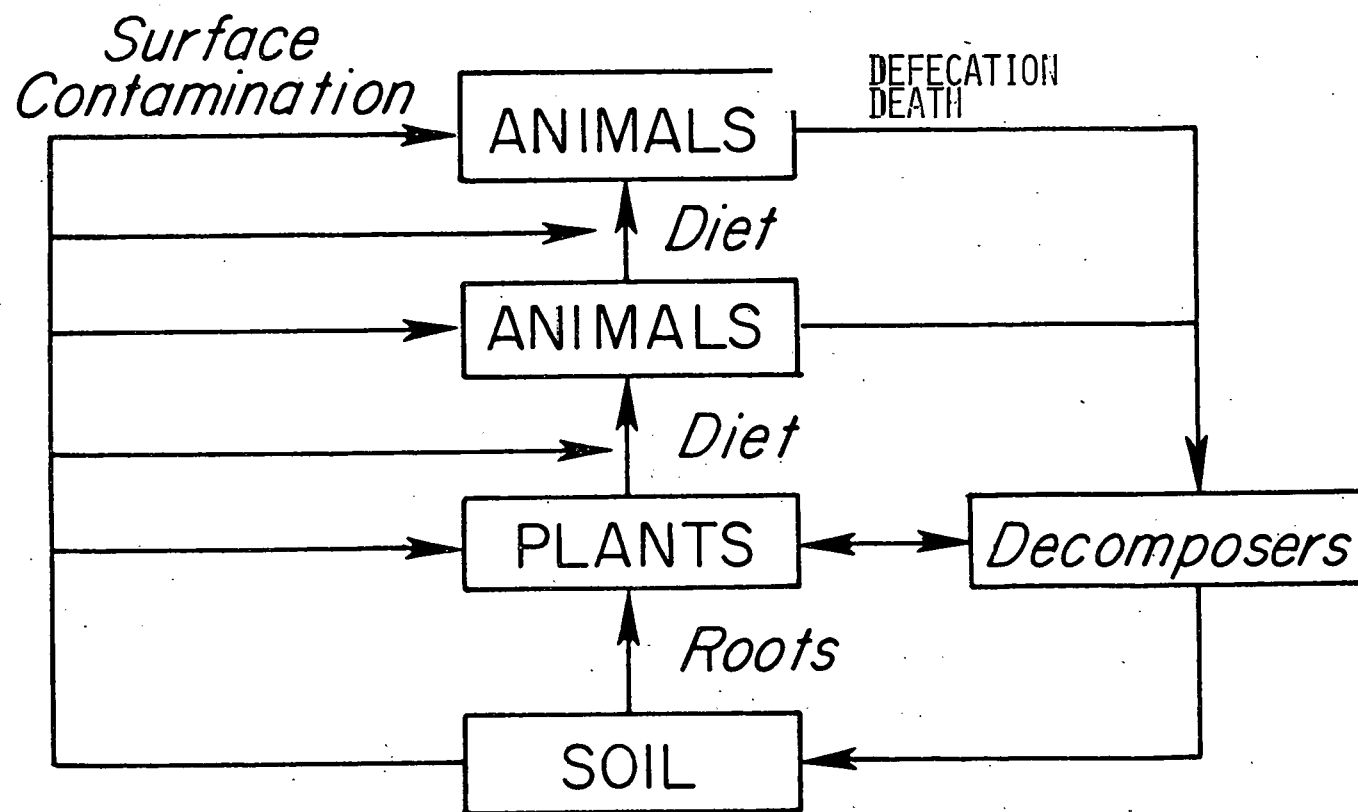 Surface
Contamination
DEFECATION
DEATH
ANIMALS
Diet
ANIMALS
Diet
PLANTS
Decomposers
Roots
SOIL